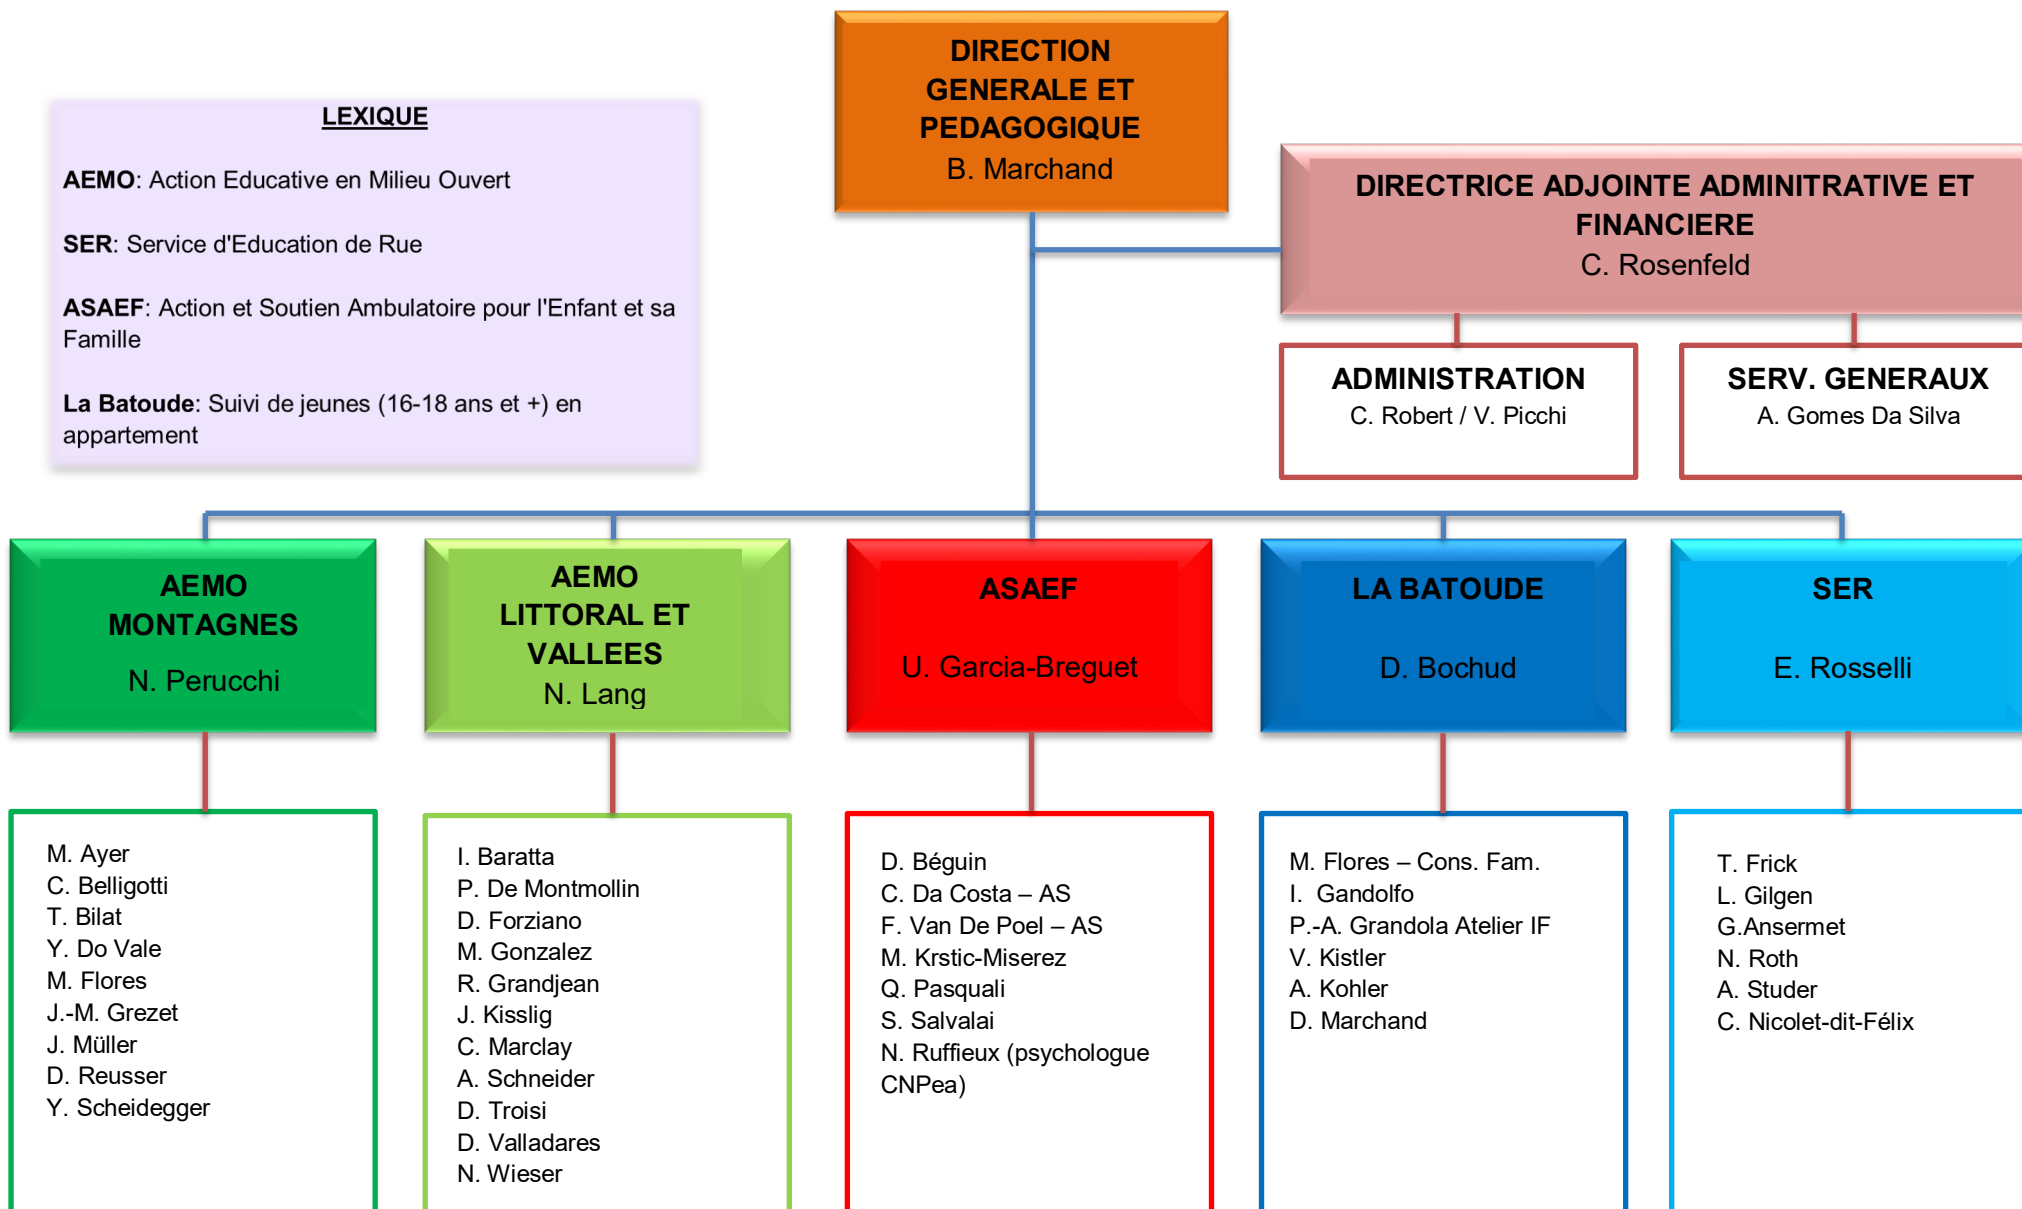 DIRECTION
GENERALE ET
PEDAGOGIQUE
B. Marchand
LEXIQUE
AEMO: Action Educative en Milieu Ouvert
SER: Service d'Education de Rue
ASAEF: Action et Soutien Ambulatoire pour l'Enfant et sa
Famille
La Batoude: Suivi de jeunes (16-18 ans et +) en
appartement
DIRECTRICE ADJOINTE ADMINITRATIVE ET
FINANCIERE
C. Rosenfeld
ADMINISTRATION
C. Robert / V. Picchi
SERV. GENERAUX
A. Gomes Da Silva
AEMO
MONTAGNES
N. Perucchi
AEMO
LITTORAL ET
VALLEES
N. Lang
ASAEF
U. Garcia-Breguet
LA BATOUDE
D. Bochud
SER
E. Rosselli
M. Ayer
C. Belligotti
T. Bilat
Y. Do Vale
M. Flores
J.-M. Grezet
J. Müller
D. Reusser
Y. Scheidegger
I. Baratta
P. De Montmollin
D. Forziano
M. Gonzalez
R. Grandjean
J. Kisslig
C. Marclay
A. Schneider
D. Troisi
D. Valladares
N. Wieser
D. Béguin
C. Da Costa – AS
F. Van De Poel – AS
M. Krstic-Miserez
Q. Pasquali
S. Salvalai
N. Ruffieux (psychologue
CNPea)
M. Flores – Cons. Fam.
I. Gandolfo
P.-A. Grandola Atelier IF
V. Kistler
A. Kohler
D. Marchand
T. Frick
L. Gilgen
G.Ansermet
N. Roth
A. Studer
C. Nicolet-dit-Félix